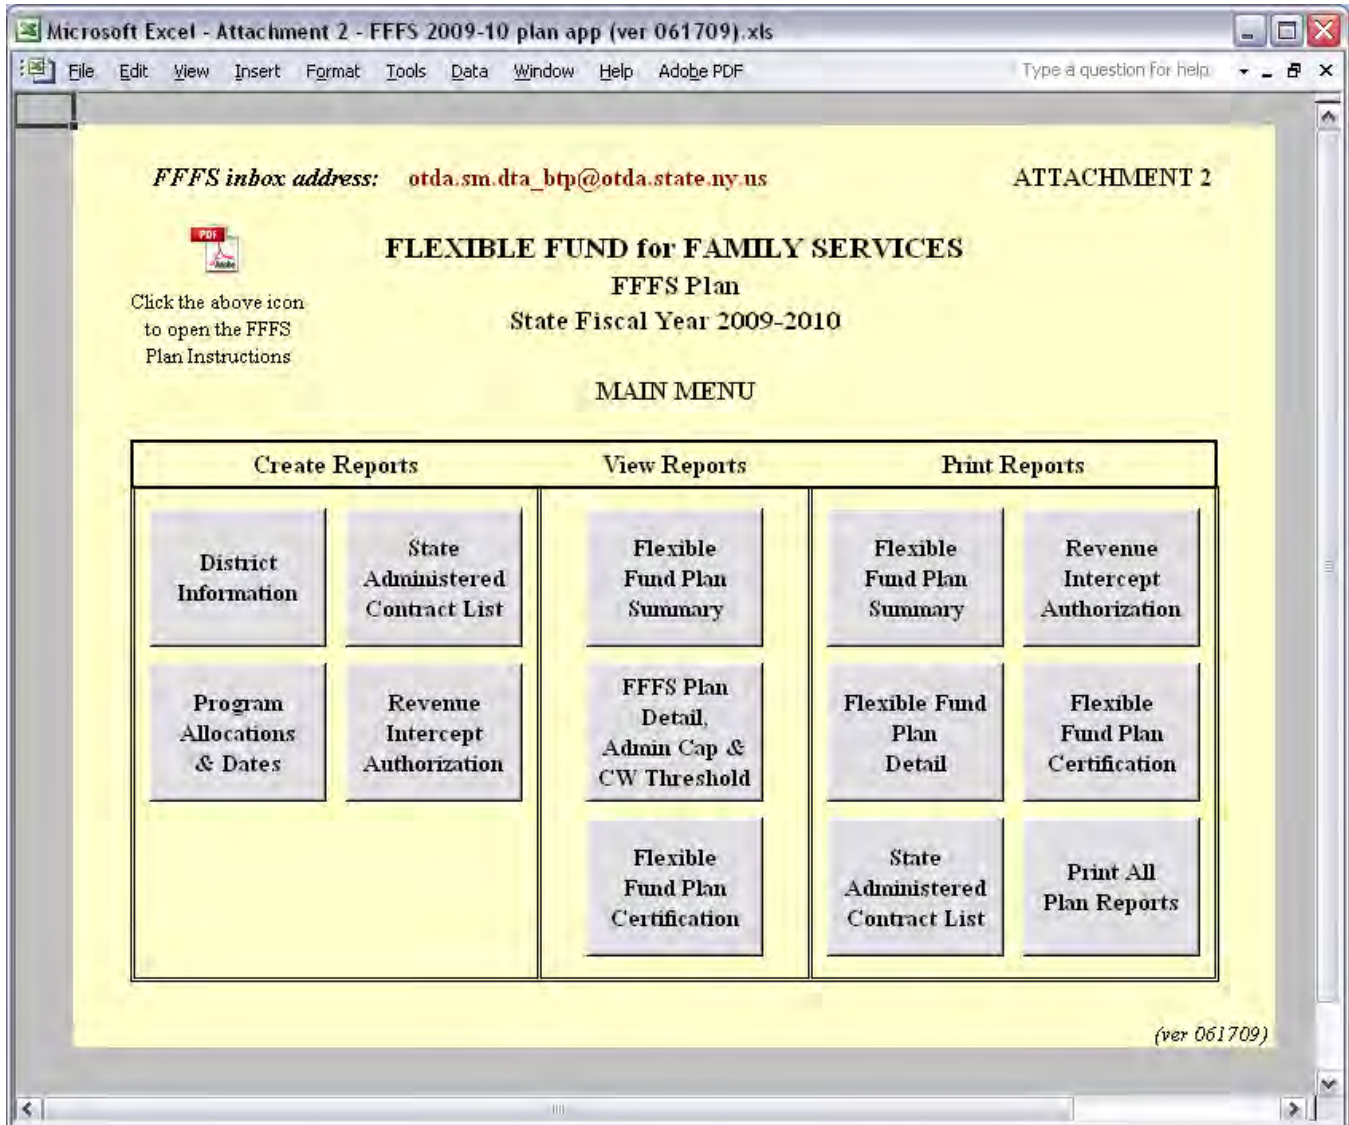 Microsoft Excel - Attachment 2 - FFFS 2009-10 plan app (ver 061709).xls
File Edit View Insert Format Tools Data Window Help Adobe PDF Type a question for help
FFFS inbox address: otda.sm.dta_btp@otda.state.ny.us ATTACHMENT 2
PDF
Adobe
Click the above icon
to open the FFFS
Plan Instructions
FLEXIBLE FUND for FAMILY SERVICES
FFFS Plan
State Fiscal Year 2009-2010
MAIN MENU
Create Reports
View Reports
Print Reports
District
Information
State
Administered
Contract List
Program
Allocations
& Dates
Revenue
Intercept
Authorization
Flexible
Fund Plan
Summary
FFFS Plan
Detail,
Admin Cap &
CW Threshold
Flexible
Fund Plan
Certification
Flexible
Fund Plan
Summary
Revenue
Intercept
Authorization
Flexible Fund
Plan
Detail
Flexible
Fund Plan
Certification
State
Administered
Contract List
Print All
Plan Reports
(ver 061709)